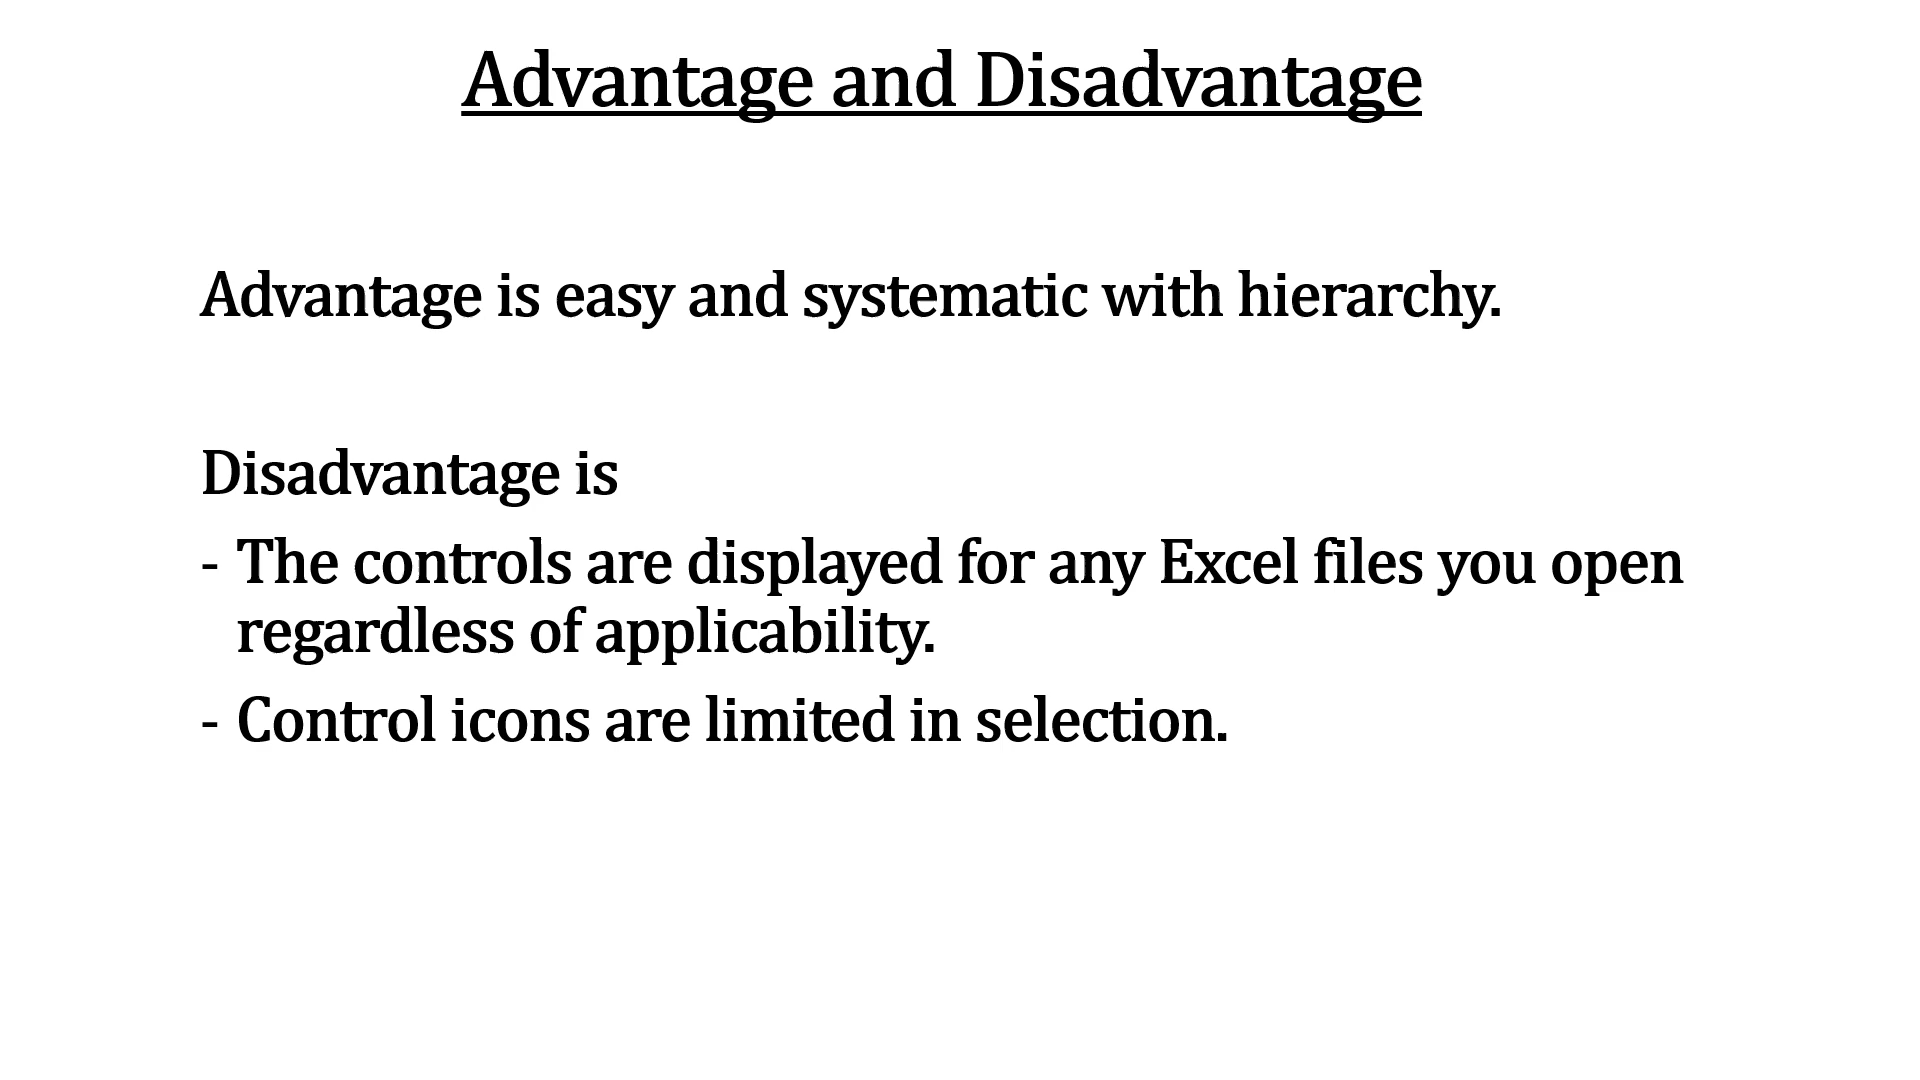 Advantage and Disadvantage
Advantage is easy and systematic with hierarchy.
Disadvantage is
- The controls are displayed for any Excel files you open
regardless of applicability.
- Control icons are limited in selection.